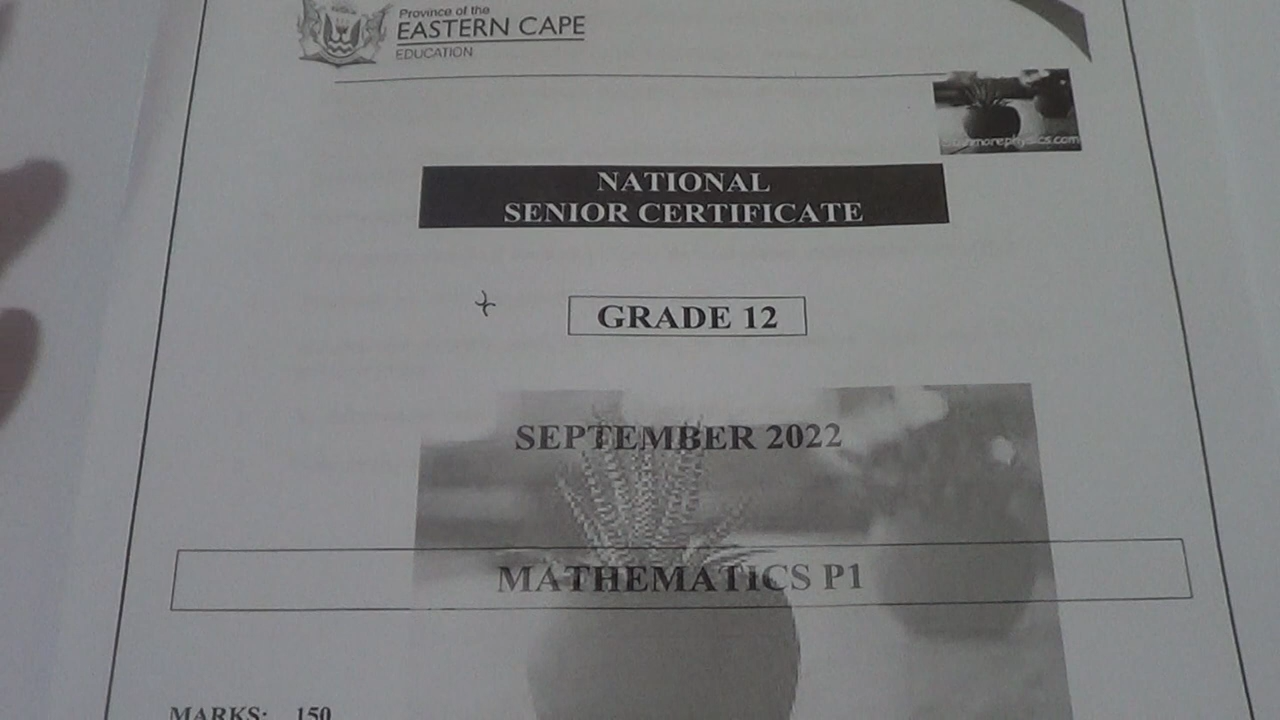 Province of the
EASTERN CAPE
EDUCATION
NATIONAL
SENIOR CERTIFICATE
GRADE 12
SEPTEMBER 2022
MATHEMATICS P1
MARKS: 150